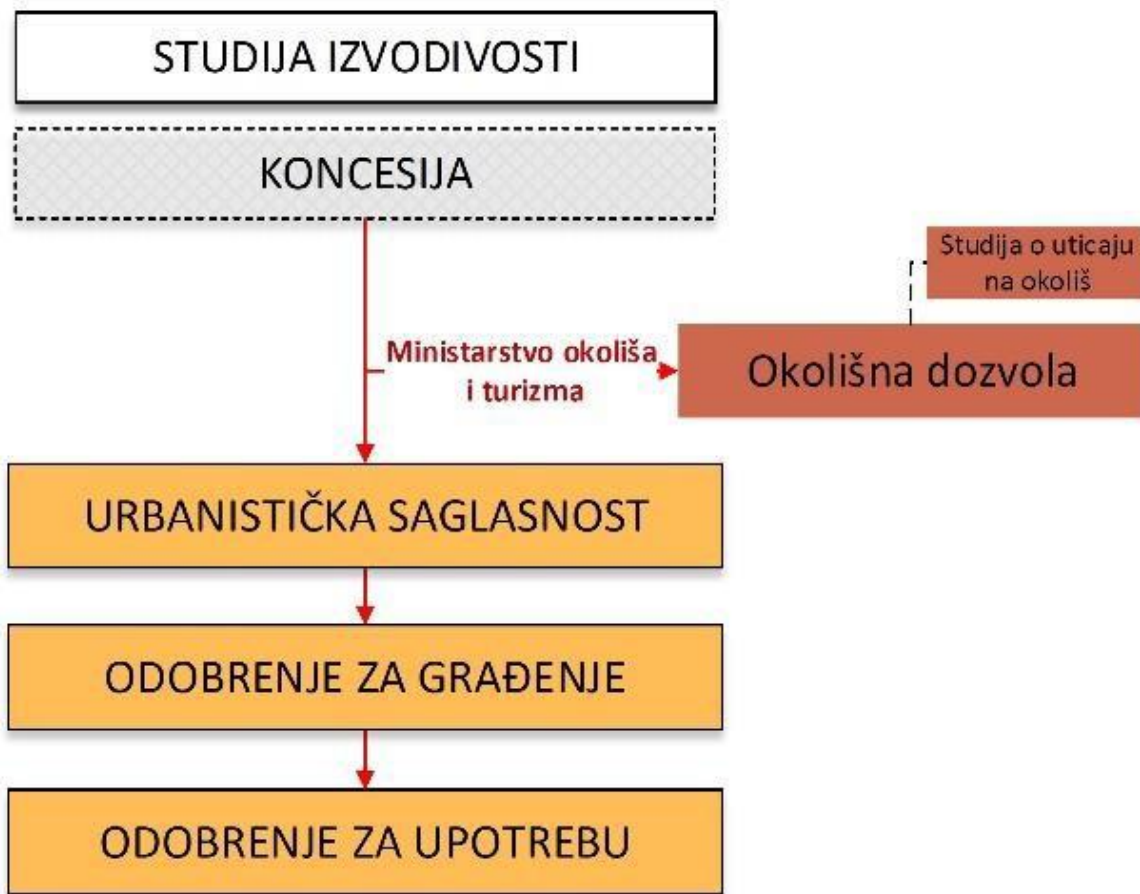 STUDIJA IZVODIVOSTI
KONCESIJA
Studija o uticaju
na okoliš
Ministarstvo okoliša
i turizma
Okolišna dozvola
URBANISTIČKA SAGLASNOST
ODOBRENJE ZA GRAĐENJE
ODOBRENJE ZA UPOTREBU